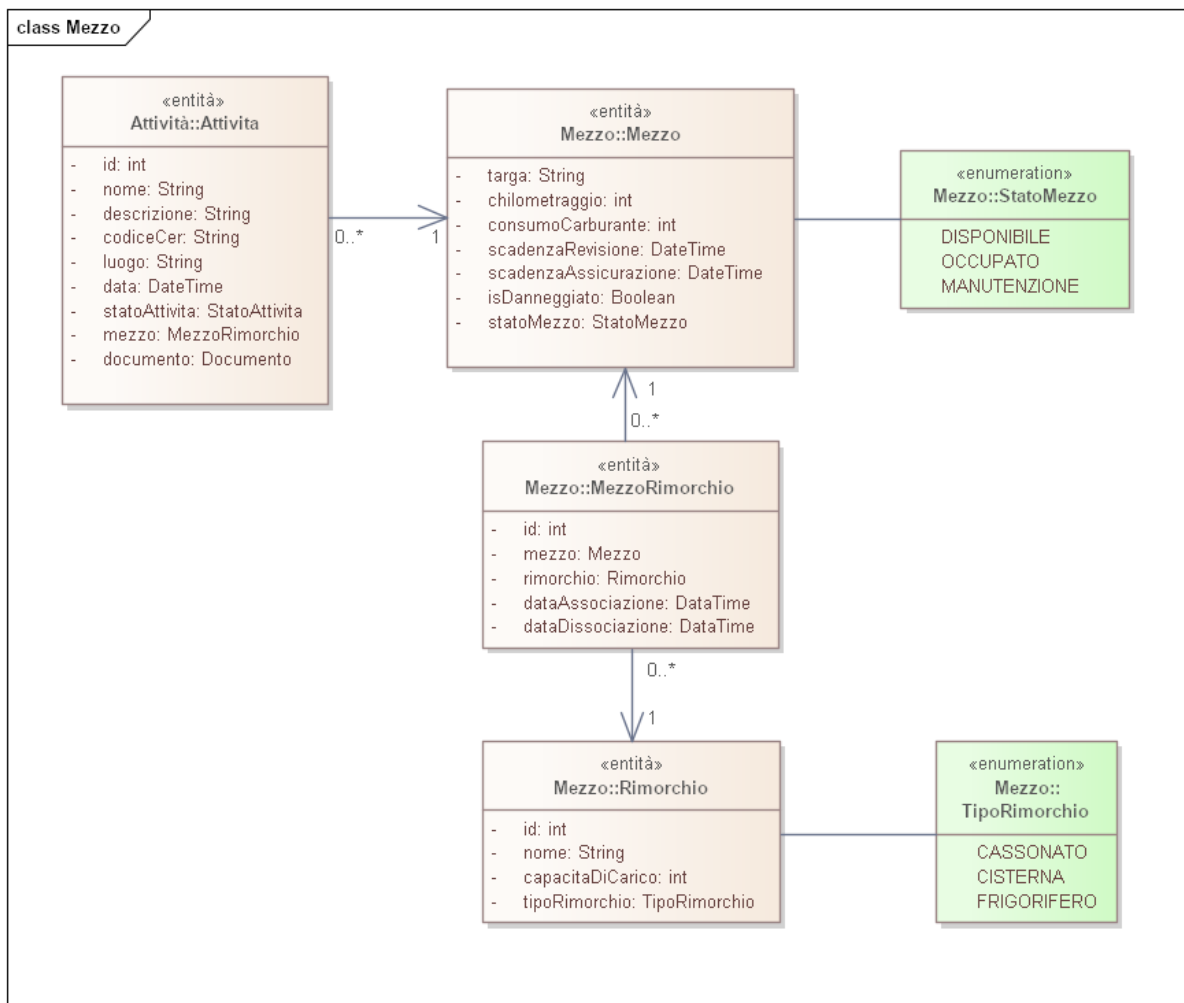 class Mezzo
«entità»
Attività::Attivita
- id: int
- nome: String
- descrizione: String
- codiceCer: String
- luogo: String
- data: DateTime
- statoAttivita: StatoAttivita
- mezzo: MezzoRimorchio
- documento: Documento
0..*
1
«entità»
Mezzo::Mezzo
- targa: String
- chilometraggio: int
- consumoCarburante: int
- scadenzaRevisione: DateTime
- scadenzaAssicurazione: DateTime
- isDanneggiato: Boolean
- statoMezzo: StatoMezzo
«enumeration»
Mezzo::StatoMezzo
DISPONIBILE
OCCUPATO
MANUTENZIONE
1
0..*
«entità»
Mezzo::MezzoRimorchio
- id: int
- mezzo: Mezzo
- rimorchio: Rimorchio
- dataAssociazione: DataTime
- dataDissociazione: DataTime
0..*
1
«entità»
Mezzo::Rimorchio
- id: int
- nome: String
- capacitaDiCarico: int
- tipoRimorchio: TipoRimorchio
«enumeration»
Mezzo::
TipoRimorchio
CASSONATO
CISTERNA
FRIGORIFERO